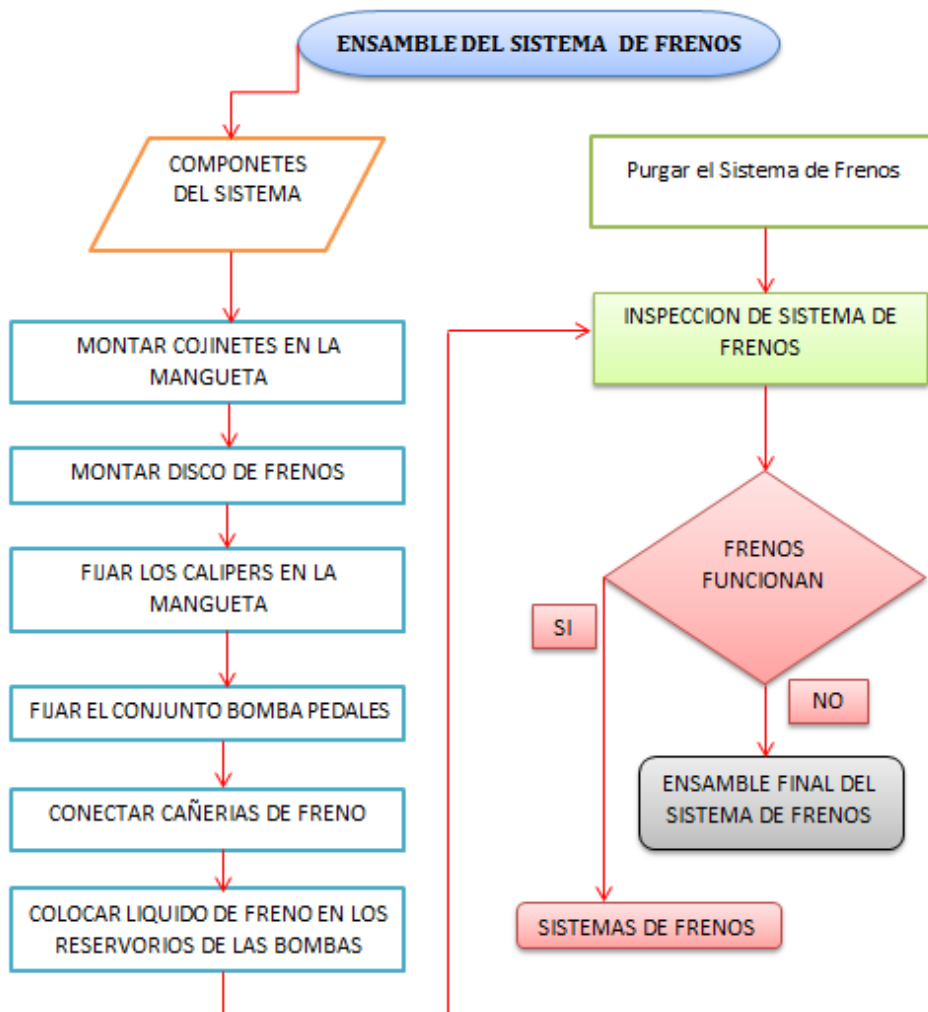 ENSAMBLE DEL SISTEMA DE FRENOS
COMPONETES
DEL SISTEMA
MONTAR COJINETES EN LA
MANGUETA
MONTAR DISCO DE FRENOS
FIJAR LOS CALIPERS EN LA
MANGUETA
FIJAR EL CONJUNTO BOMBA PEDALES
CONECTAR CAÑERIAS DE FRENO
COLOCAR LIQUIDO DE FRENO EN LOS
RESERVORIOS DE LAS BOMBAS
Purgar el Sistema de Frenos
INSPECCION DE SISTEMA DE
FRENOS
FRENOS
FUNCIONAN
SI
NO
ENSAMBLE FINAL DEL
SISTEMA DE FRENOS
SISTEMAS DE FRENOS